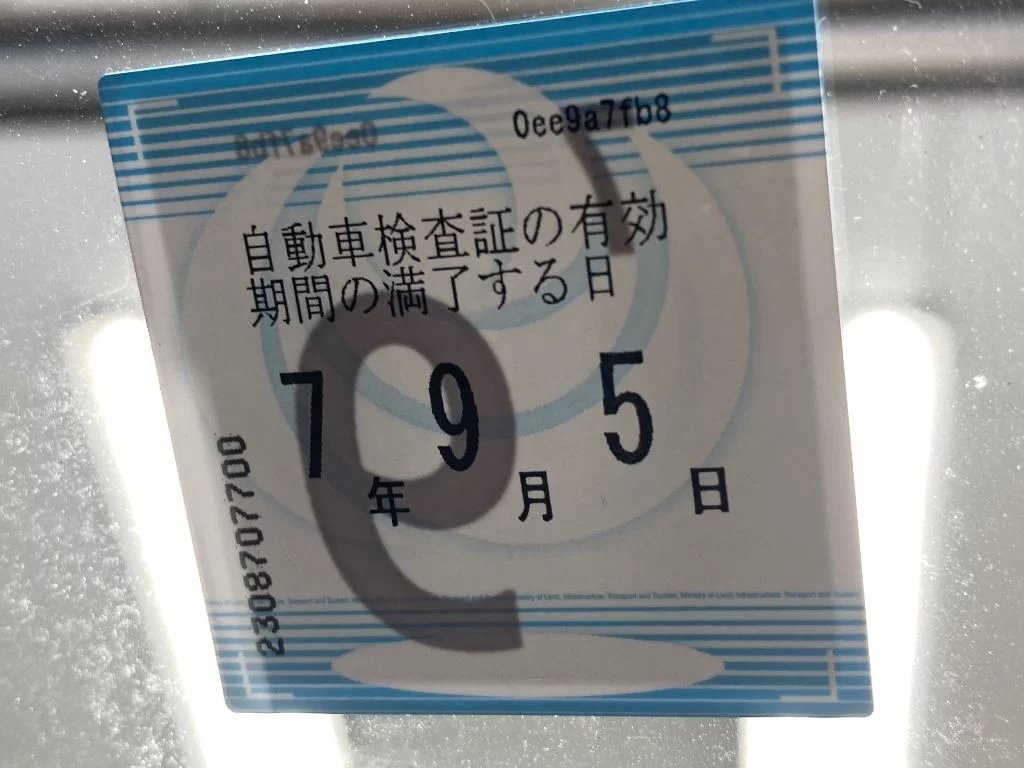 0ee9a7fb8
自動車検査証の有効
期間の満了する日
7年 9月 5日
230870707700